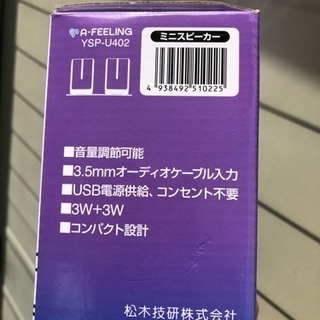 A-FEELING
YSP-U402
ミニスピーカー
4 938492 510225
■音量調節可能
■3.5mmオーディオケーブル入力
■USB電源供給、コンセント不要
■3W+3W
■コンパクト設計
松木技研株式会社